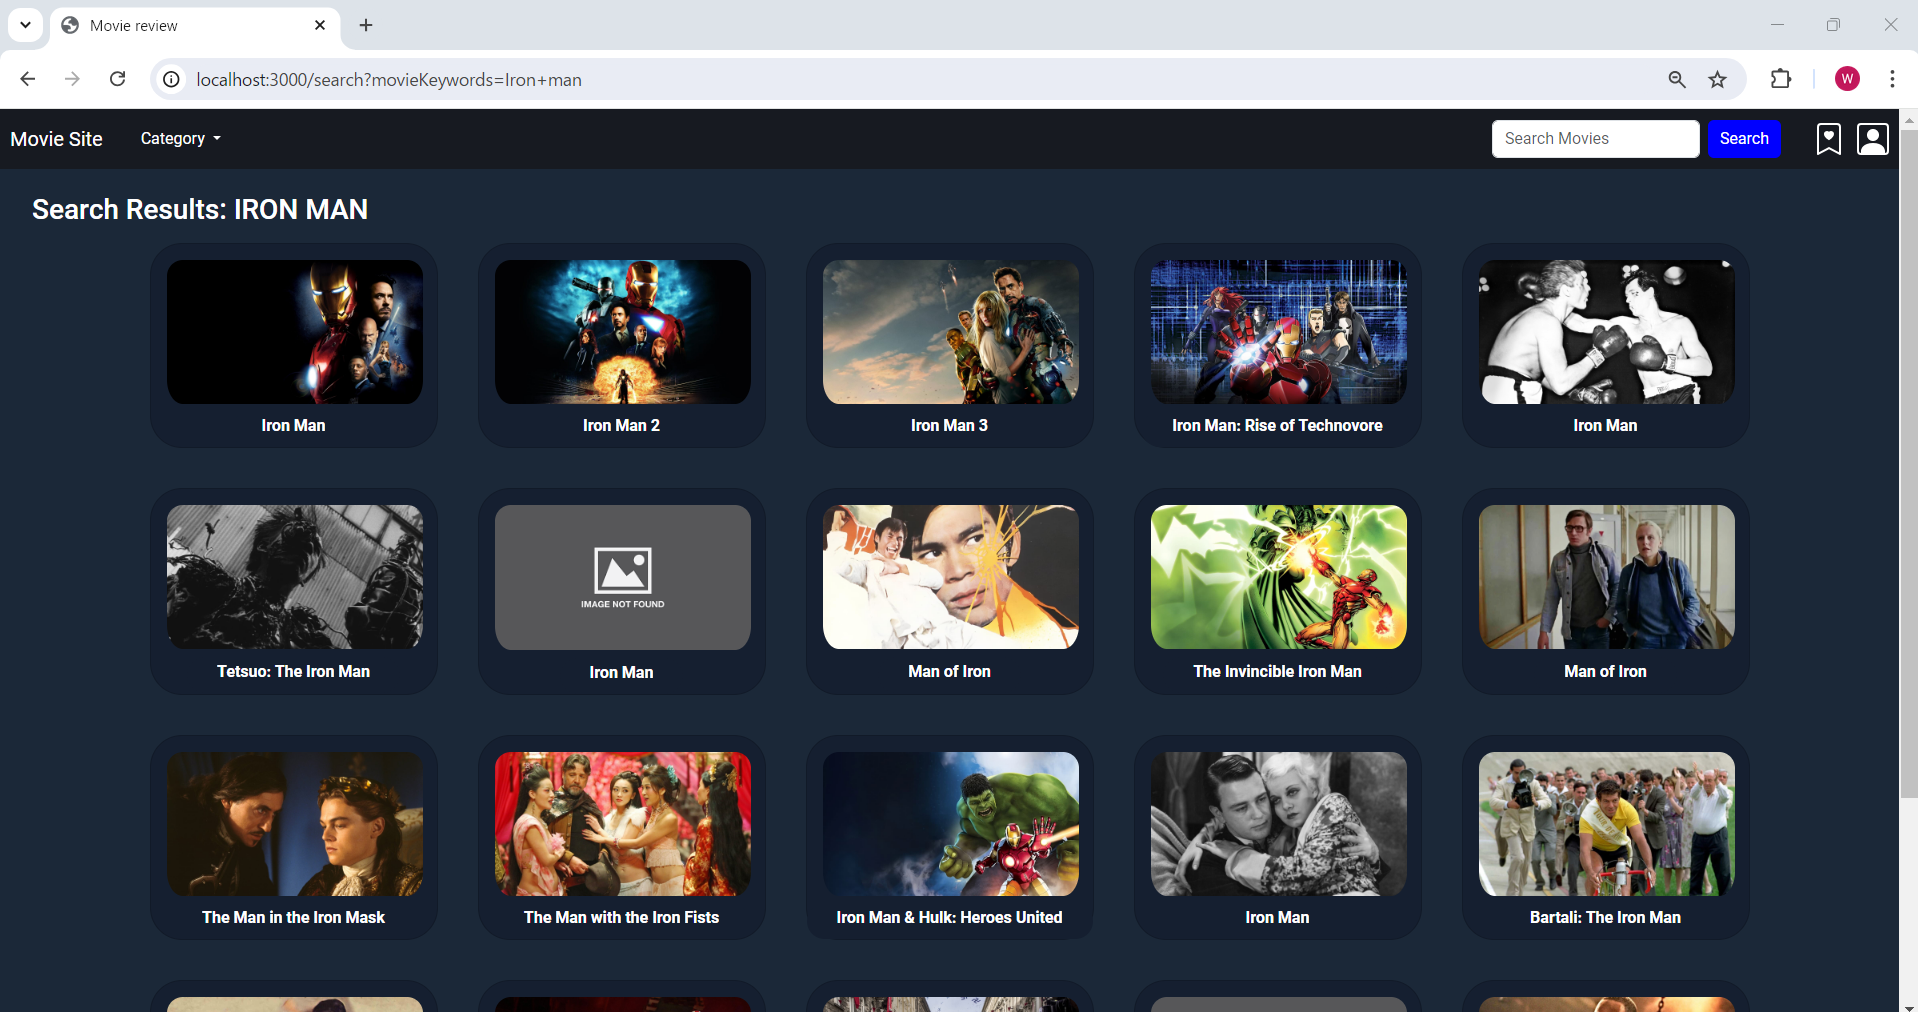 Movie review
localhost:3000/search?movieKeywords=Iron+man
W
Movie Site
Category
Search Movies
Search
Search Results: IRON MAN
Iron Man
Iron Man 2
Iron Man 3
Iron Man: Rise of Technovore
Iron Man
IMAGE NOT FOUND
Tetsuo: The Iron Man
Iron Man
Man of Iron
The Invincible Iron Man
Man of Iron
The Man in the Iron Mask
The Man with the Iron Fists
Iron Man & Hulk: Heroes United
Iron Man
Bartali: The Iron Man